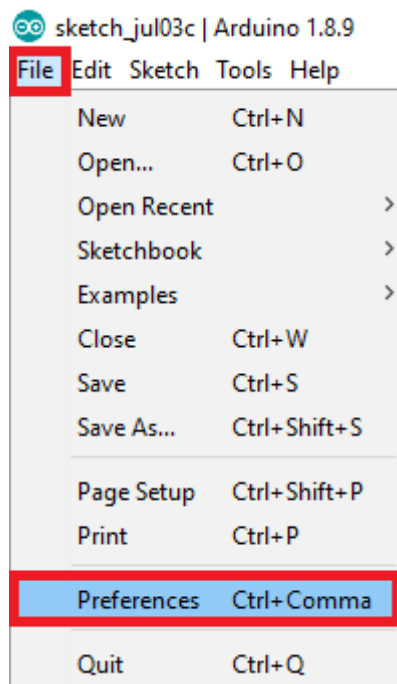 sketch_jul03c | Arduino 1.8.9
File Edit Sketch Tools Help
New Ctrl+N
Open... Ctrl+O
Open Recent
Sketchbook
Examples
Close Ctrl+W
Save Ctrl+S
Save As... Ctrl+Shift+S
Page Setup Ctrl+Shift+P
Print Ctrl+P
Preferences Ctrl+Comma
Quit Ctrl+Q